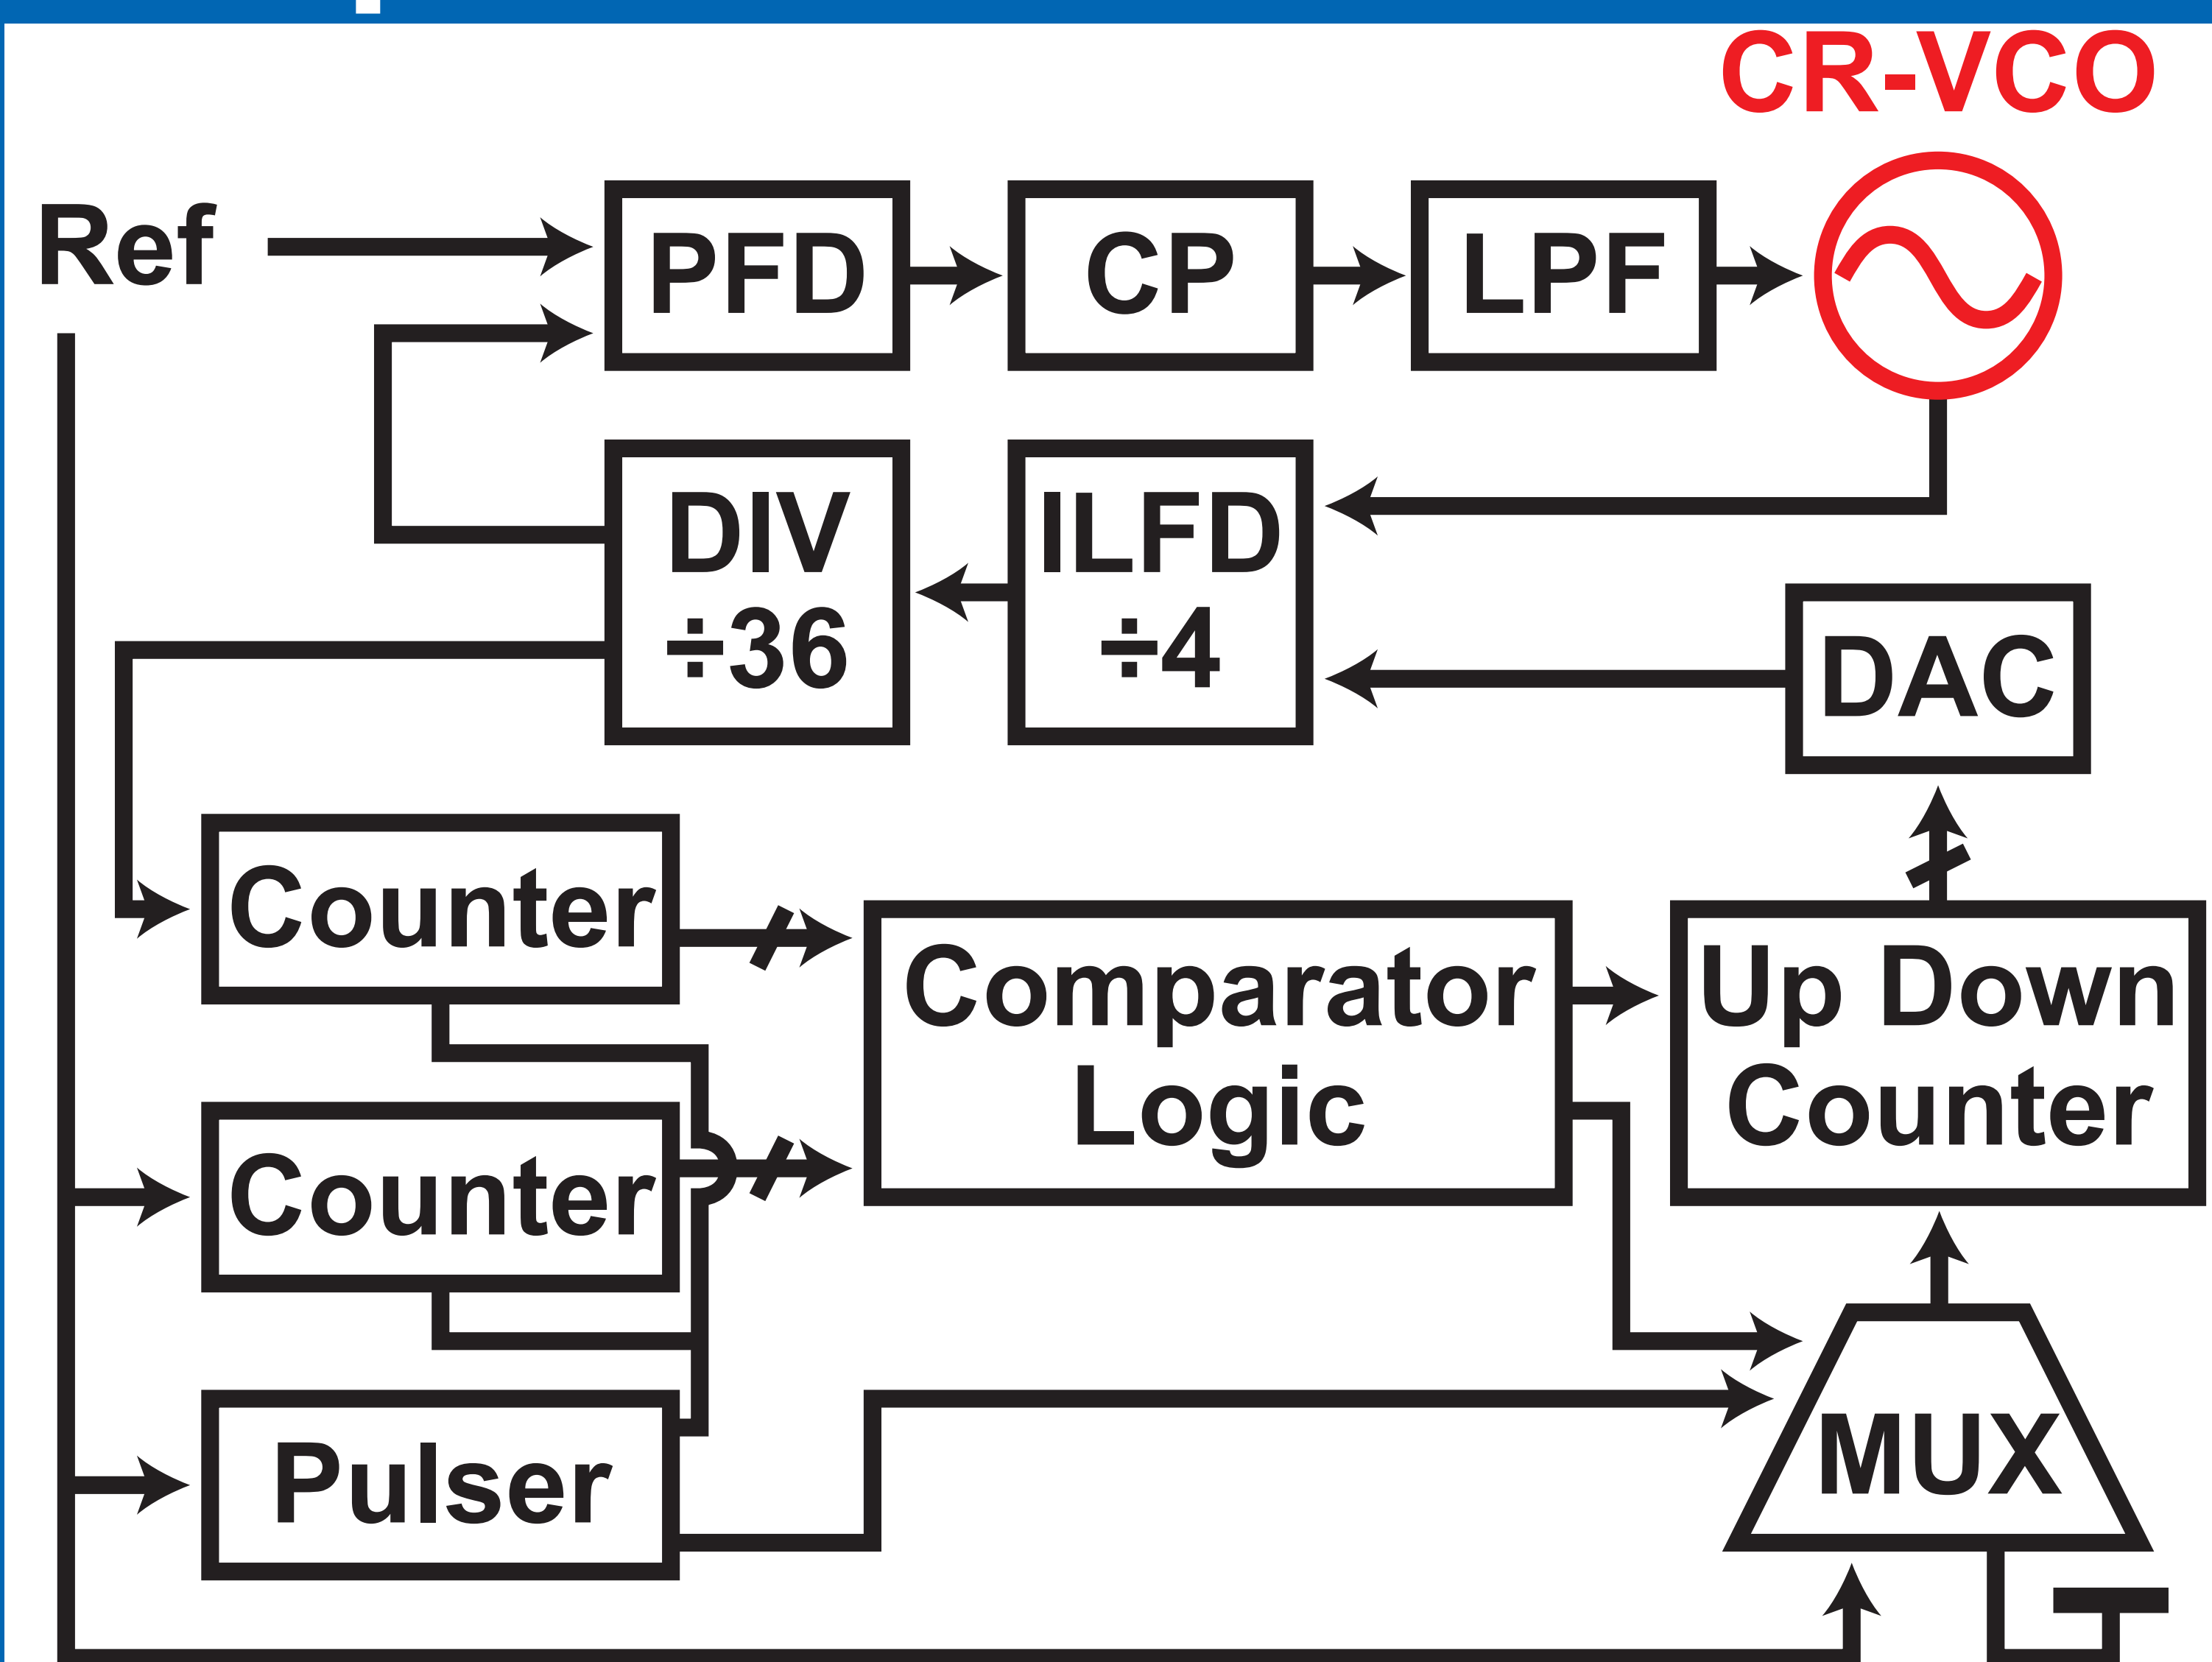 CR-VCO
Ref
PFD
CP
LPF
DIV
÷36
ILFD
÷4
DAC
Counter
Comparator
Logic
Up Down
Counter
Counter
Pulser
MUX